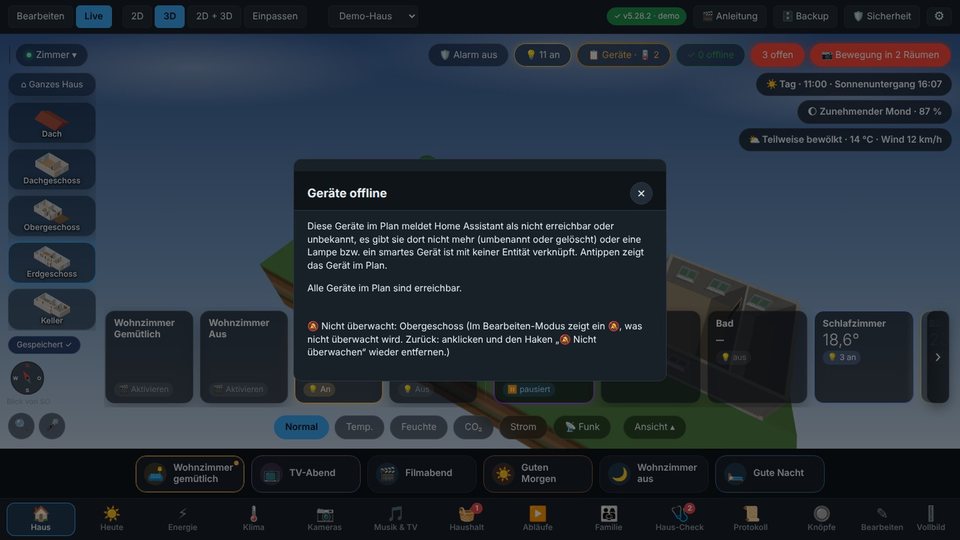 Bearbeiten Live 2D 3D 2D + 3D Einpassen Demo-Haus ✓ v5.28.2 · demo Anleitung Backup Sicherheit
Zimmer ▾ Alarm aus 11 an Geräte · 2 ✓ 0 offline 3 offen Bewegung in 2 Räumen
Ganzes Haus
Tag · 11:00 · Sonnenuntergang 16:07
Zunehmender Mond · 87 %
Teilweise bewölkt · 14 °C · Wind 12 km/h
Dach
Dachgeschoss
Obergeschoss
Erdgeschoss
Keller
Gespeichert ✓
Blick von SO
Geräte offline
Diese Geräte im Plan meldet Home Assistant als nicht erreichbar oder
unbekannt, es gibt sie dort nicht mehr (umbenannt oder gelöscht) oder eine
Lampe bzw. ein smartes Gerät ist mit keiner Entität verknüpft. Antippen zeigt
das Gerät im Plan.
Alle Geräte im Plan sind erreichbar.
🔕 Nicht überwacht: Obergeschoss (Im Bearbeiten-Modus zeigt ein 🔕, was
nicht überwacht wird. Zurück: anklicken und den Haken „🔕 Nicht
überwachen“ wieder entfernen.)
Wohnzimmer
Gemütlich
Aktivieren
Wohnzimmer
Aus
Aktivieren
An
Aus
pausiert
Bad
–
aus
Schlafzimmer
18,6°
3 an
Normal Temp. Feuchte CO₂ Strom Funk Ansicht ▴
Wohnzimmer
gemütlich
TV-Abend
Filmabend
Guten
Morgen
Wohnzimmer
aus
Gute Nacht
Haus Heute Energie Klima Kameras Musik & TV Haushalt 1 Abläufe Familie Haus-Check 2 Protokoll Knöpfe Bearbeiten Vollbild